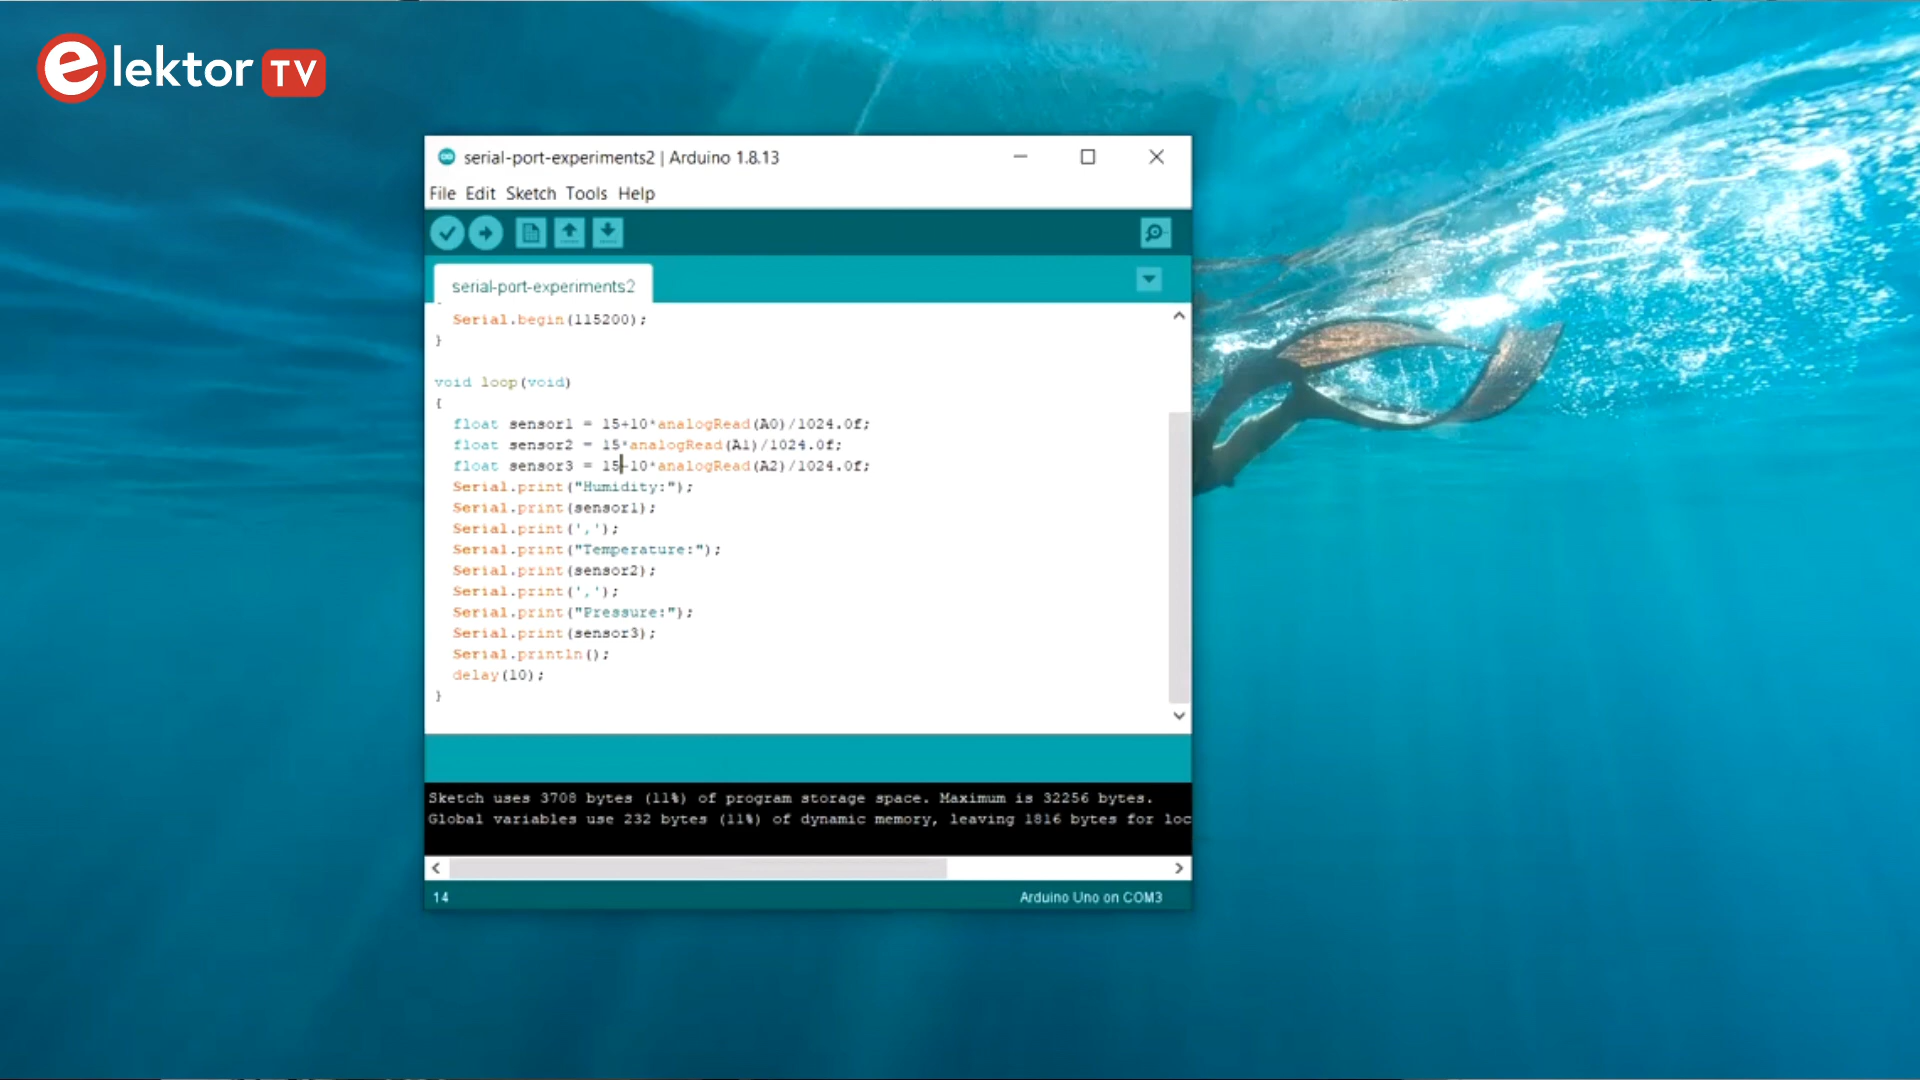 elektor TV
serial-port-experiments2 | Arduino 1.8.13
File Edit Sketch Tools Help
serial-port-experiments2
Serial.begin(115200);
}
void loop(void)
{
float sensor1 = 15+10*analogRead(A0)/1024.0f;
float sensor2 = 15*analogRead(A1)/1024.0f;
float sensor3 = 15+10*analogRead(A2)/1024.0f;
Serial.print("Humidity:");
Serial.print(sensor1);
Serial.print(',');
Serial.print("Temperature:");
Serial.print(sensor2);
Serial.print(',');
Serial.print("Pressure:");
Serial.print(sensor3);
Serial.println();
delay(10);
}
Sketch uses 3708 bytes (11%) of program storage space. Maximum is 32256 bytes.
Global variables use 232 bytes (11%) of dynamic memory, leaving 1816 bytes for loc
14
Arduino Uno on COM3